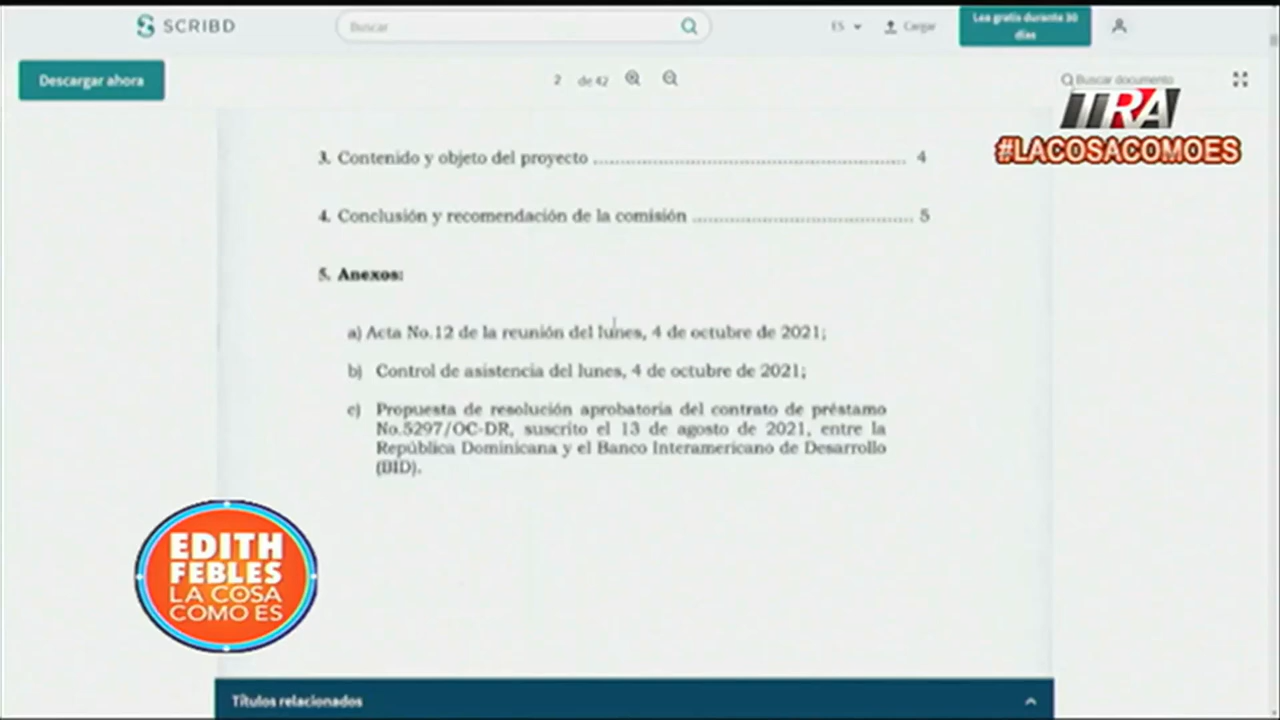 SCRIBD
Buscar
ES
Cargar
Lea gratis durante 30
días
Descargar ahora
2 de 42
Buscar documento
TRA
#LACOSACOMOES
3. Contenido y objeto del proyecto ........................................................................ 4
4. Conclusión y recomendación de la comisión .................................................. 5
5. Anexos:
a) Acta No.12 de la reunión del lunes, 4 de octubre de 2021;
b) Control de asistencia del lunes, 4 de octubre de 2021;
c) Propuesta de resolución aprobatoria del contrato de préstamo
No.5297/OC-DR, suscrito el 13 de agosto de 2021, entre la
República Dominicana y el Banco Interamericano de Desarrollo
(BID).
EDITH
FEBLES
LA COSA
COMO ES
Títulos relacionados